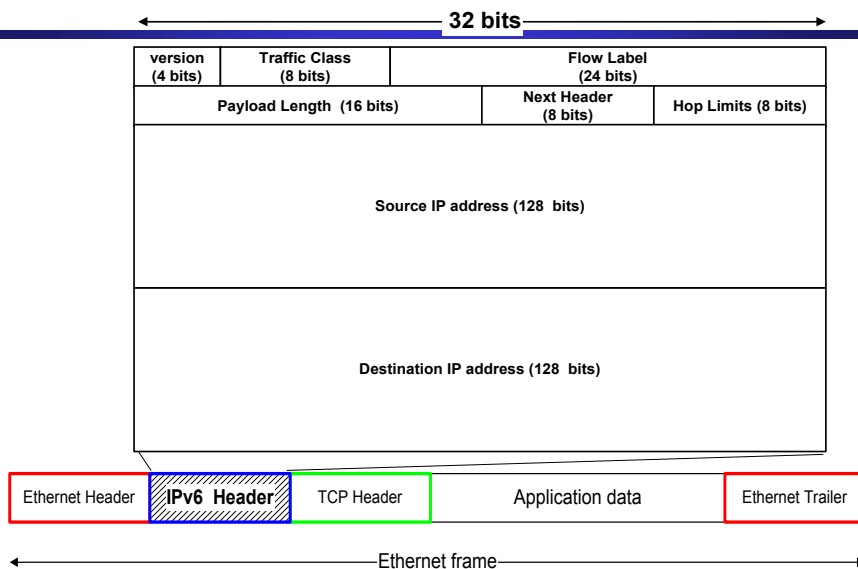 32 bits
version
(4 bits)
Traffic Class
(8 bits)
Flow Label
(24 bits)
Payload Length (16 bits)
Next Header
(8 bits)
Hop Limits (8 bits)
Source IP address (128 bits)
Destination IP address (128 bits)
Ethernet Header
IPv6 Header
TCP Header
Application data
Ethernet Trailer
Ethernet frame